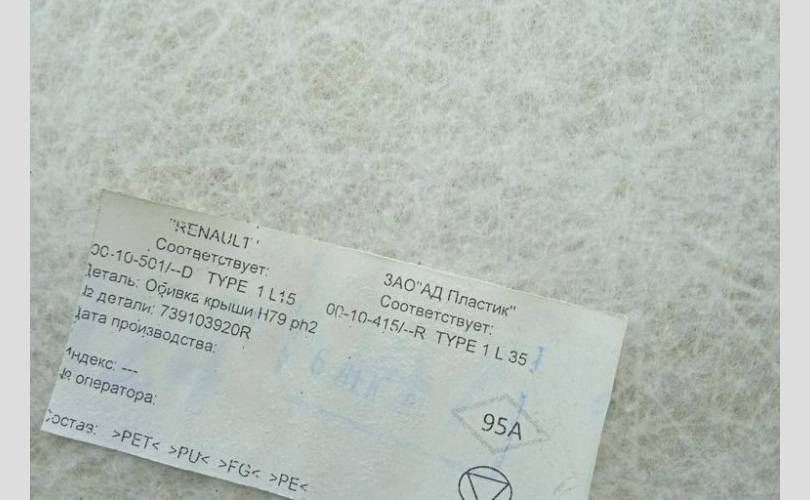 "RENAULT"
Соответствует:
00-10-501/--D TYPE 1 L15
Деталь: Обивка крыши H79 ph2
№ детали: 739103920R
Дата производства:
Индекс: ---
№ оператора:
Состав: >PET< >PU< >FG< >PE<
ЗАО"АД Пластик"
Соответствует:
00-10-415/--R TYPE 1 L 35
95A